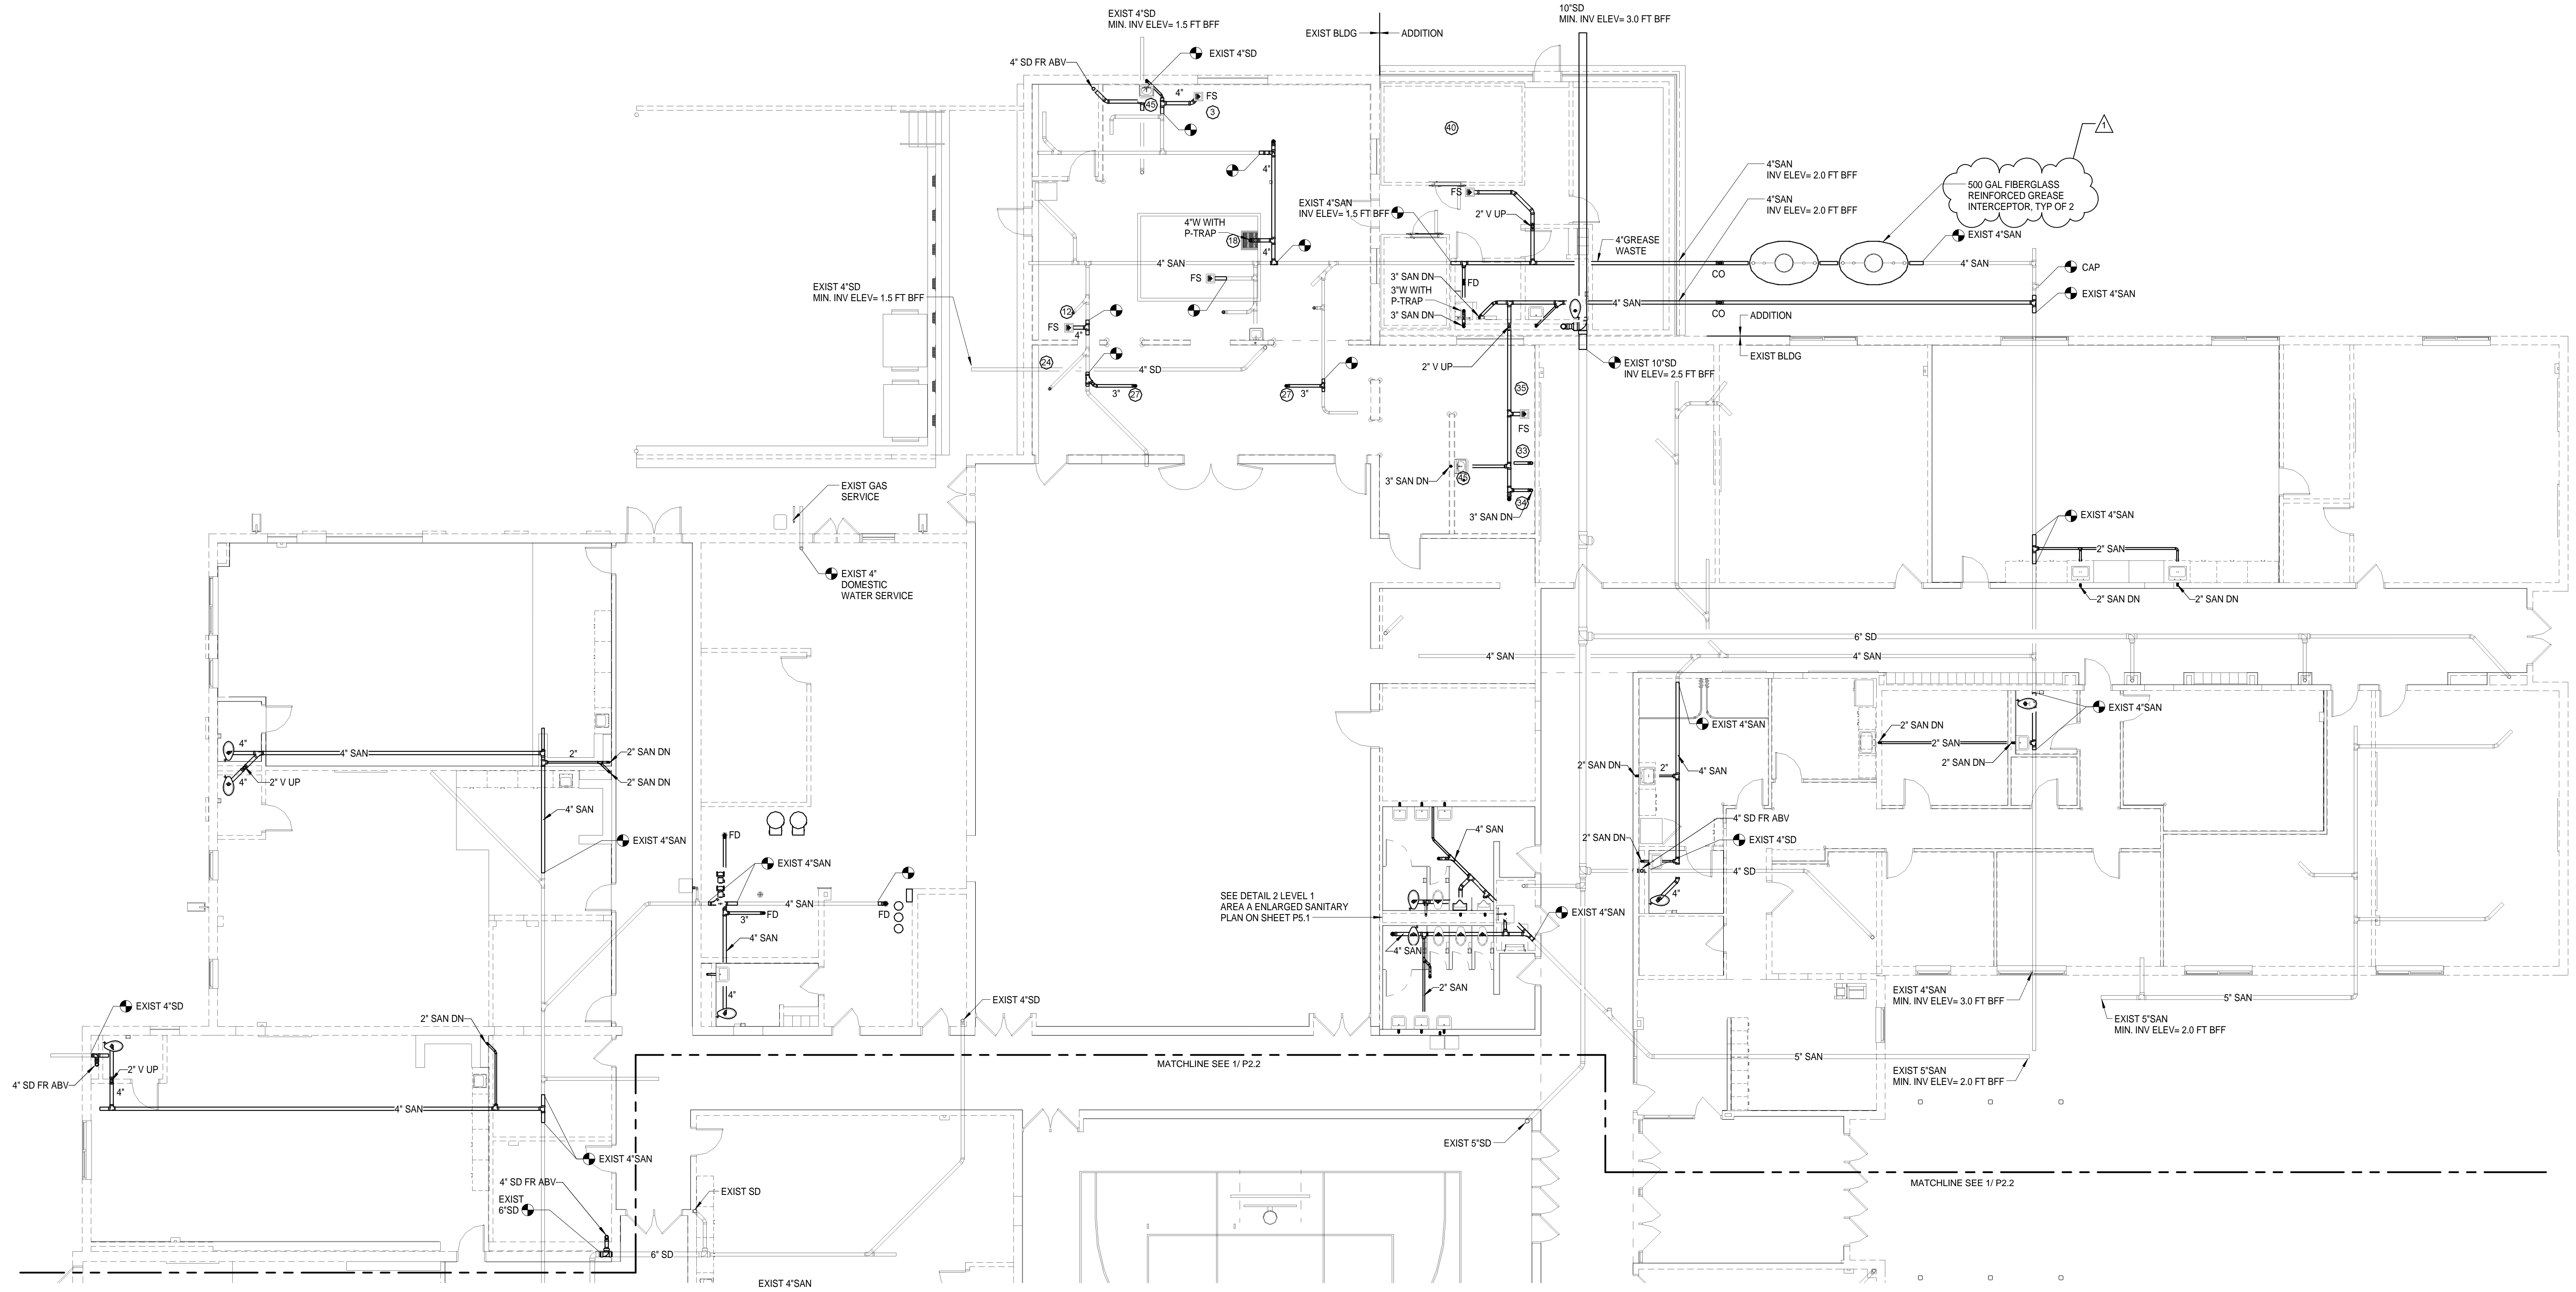 EXIST 4"SD
MIN. INV ELEV= 1.5 FT BFF
10"SD
MIN. INV ELEV= 3.0 FT BFF
EXIST BLDG
ADDITION
EXIST 4"SD
4" SD FR ABV
4"
FS
45
3
40
1
4"
4"SAN
INV ELEV= 2.0 FT BFF
4"SAN
INV ELEV= 2.0 FT BFF
500 GAL FIBERGLASS
REINFORCED GREASE
INTERCEPTOR, TYP OF 2
FS
EXIST 4"SAN
INV ELEV= 1.5 FT BFF
2" V UP
4"W WITH
P-TRAP
18
4"
4"GREASE
WASTE
EXIST 4"SAN
4" SAN
4" SAN
CO
CAP
FS
3" SAN DN
FD
3"W WITH
P-TRAP
3" SAN DN
EXIST 4"SD
MIN. INV ELEV= 1.5 FT BFF
EXIST 4"SAN
4" SAN
CO
12
FS
4"
ADDITION
EXIST BLDG
24
4" SD
2" V UP
EXIST 10"SD
INV ELEV= 2.5 FT BFF
35
3"
27
27
3"
FS
33
3" SAN DN
45
34
3" SAN DN
EXIST GAS
SERVICE
EXIST 4"SAN
2" SAN
EXIST 4"
DOMESTIC
WATER SERVICE
2" SAN DN
2" SAN DN
6" SD
4" SAN
4" SAN
EXIST 4"SAN
EXIST 4"SAN
2" SAN DN
2" SAN
2" SAN DN
4"
4" SAN
2"
2" SAN DN
2" SAN DN
4"
2" V UP
2" SAN DN
2"
4" SAN
4" SAN
EXIST 4"SAN
4" SD FR ABV
2" SAN DN
EXIST 4"SD
FD
4" SAN
EXIST 4"SAN
EOL
4" SD
4"
4" SAN
FD
3"
FD
4" SAN
SEE DETAIL 2 LEVEL 1
AREA A ENLARGED SANITARY
PLAN ON SHEET P5.1
EXIST 4"SAN
4" SAN
2" SAN
4"
EXIST 4"SAN
MIN. INV ELEV= 3.0 FT BFF
5" SAN
EXIST 5"SAN
MIN. INV ELEV= 2.0 FT BFF
EXIST 4"SD
EXIST 4"SD
2" SAN DN
5" SAN
EXIST 5"SAN
MIN. INV ELEV= 2.0 FT BFF
MATCHLINE SEE 1/ P2.2
4" SD FR ABV
2" V UP
4"
4" SAN
EXIST 5"SD
EXIST 4"SAN
4" SD FR ABV
EXIST
6"SD
EXIST SD
MATCHLINE SEE 1/ P2.2
6" SD
EXIST 4"SAN